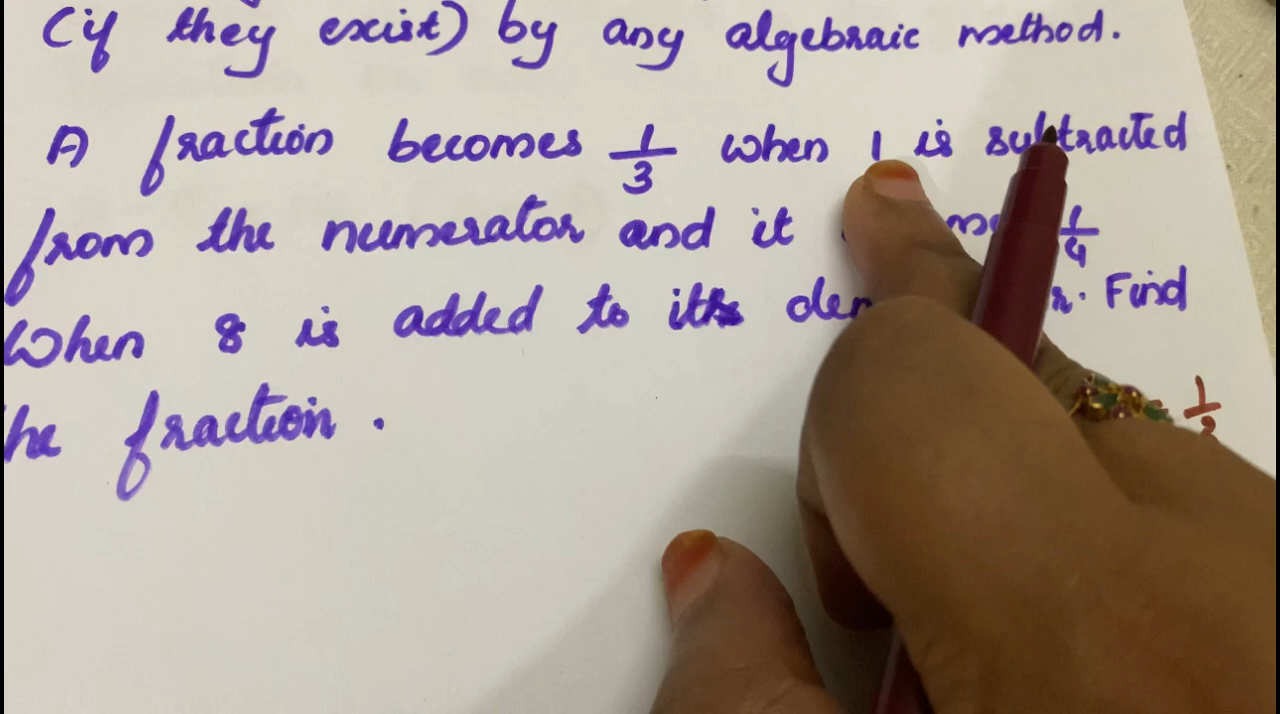 (if they exist) by any algebraic method.
A fraction becomes 1/3 when 1 is subtracted
from the numerator and it 1/4
When 8 is added to its Find
he fraction.